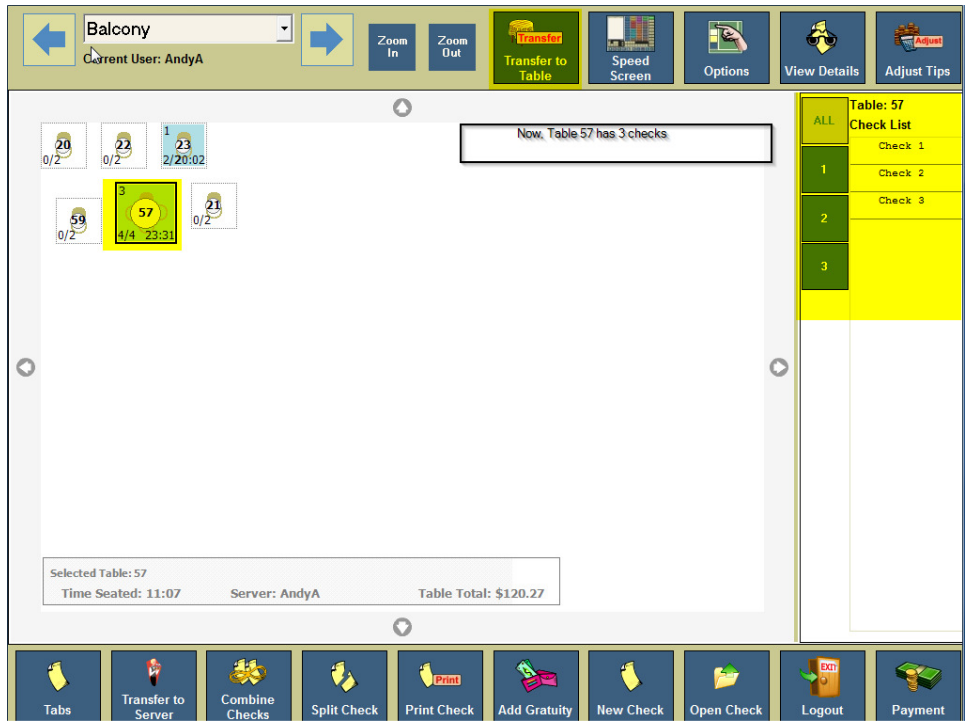 Balcony
Current User: AndyA
Zoom
In
Zoom
Out
Transfer
Transfer to
Table
Speed
Screen
Options
View Details
Adjust
Adjust Tips
20
0/2
22
0/2
1
23
2/20:02
Now, Table 57 has 3 checks
59
0/2
3
57
4/4 23:31
21
0/2
ALL
1
2
3
Table: 57
Check List
Check 1
Check 2
Check 3
Selected Table: 57
Time Seated: 11:07 Server: AndyA Table Total: $120.27
Tabs
Transfer to
Server
Combine
Checks
Split Check
Print
Print Check
Add Gratuity
New Check
Open Check
EXIT
Logout
Payment